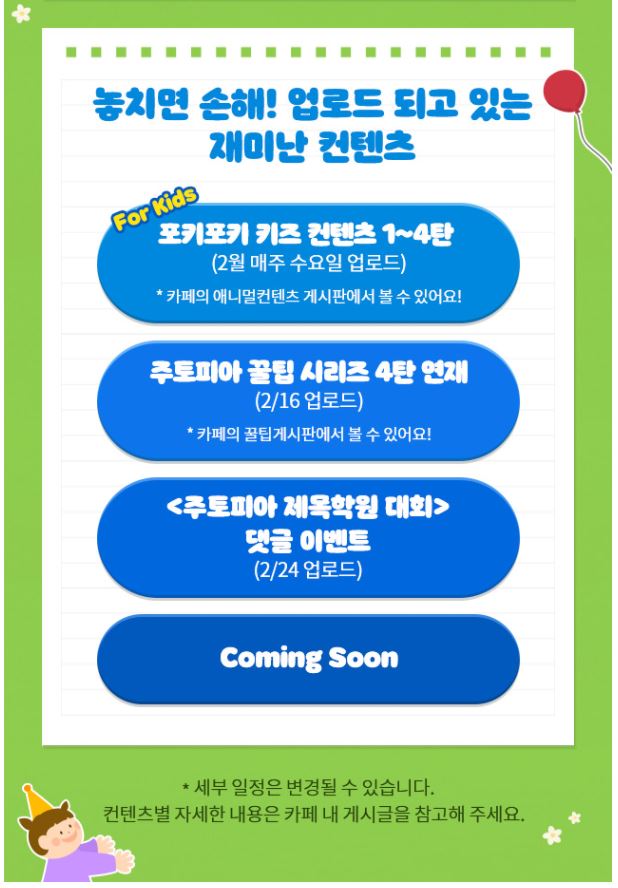 놓치면 손해! 업로드 되고 있는
재미난 컨텐츠
For Kids
포키포키 키즈 컨텐츠 1~4탄
(2월 매주 수요일 업로드)
* 카페의 애니멀컨텐츠 게시판에서 볼 수 있어요!
주토피아 꿀팁 시리즈 4탄 연재
(2/16 업로드)
* 카페의 꿀팁게시판에서 볼 수 있어요!
<주토피아 제목학원 대회>
댓글 이벤트
(2/24 업로드)
Coming Soon
* 세부 일정은 변경될 수 있습니다.
컨텐츠별 자세한 내용은 카페 내 게시글을 참고해 주세요.